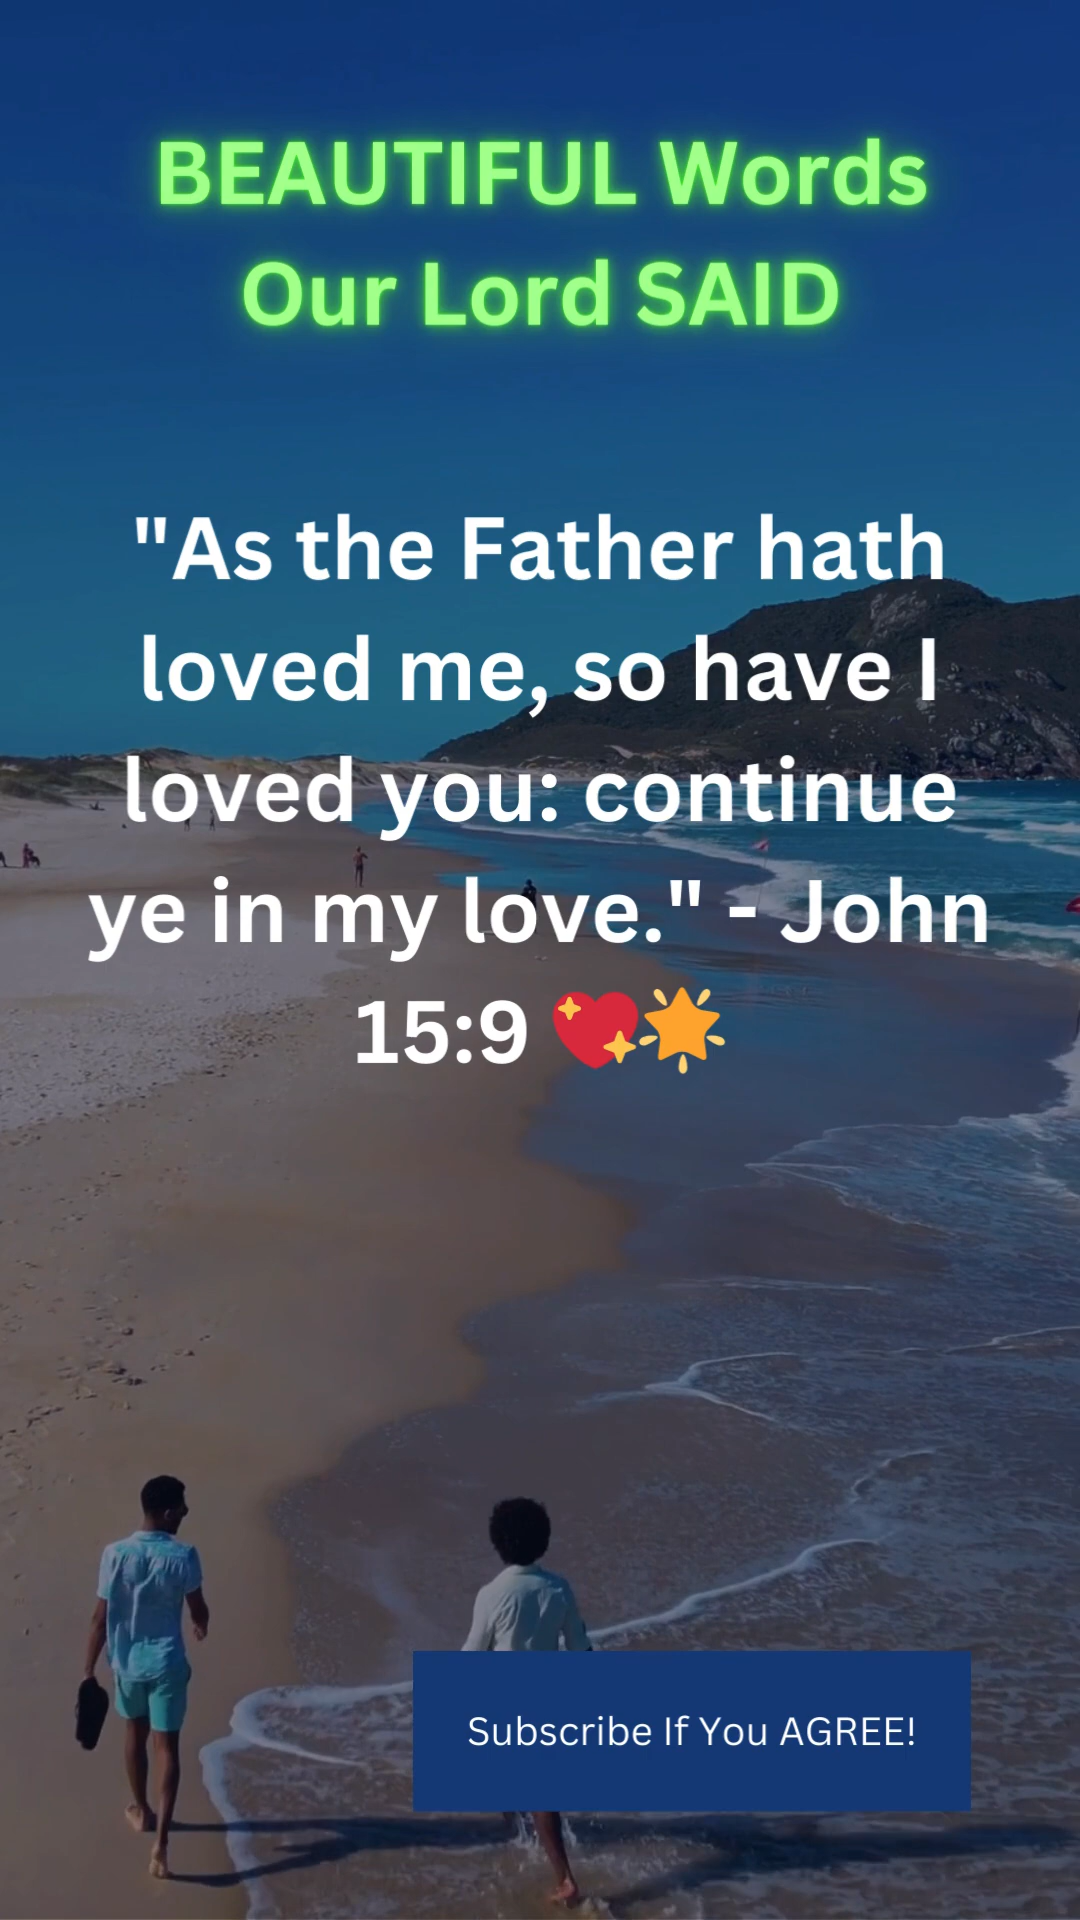 BEAUTIFUL Words
Our Lord SAID
"As the Father hath
loved me, so have I
loved you: continue
ye in my love." - John
15:9 💖🌟
Subscribe If You AGREE!